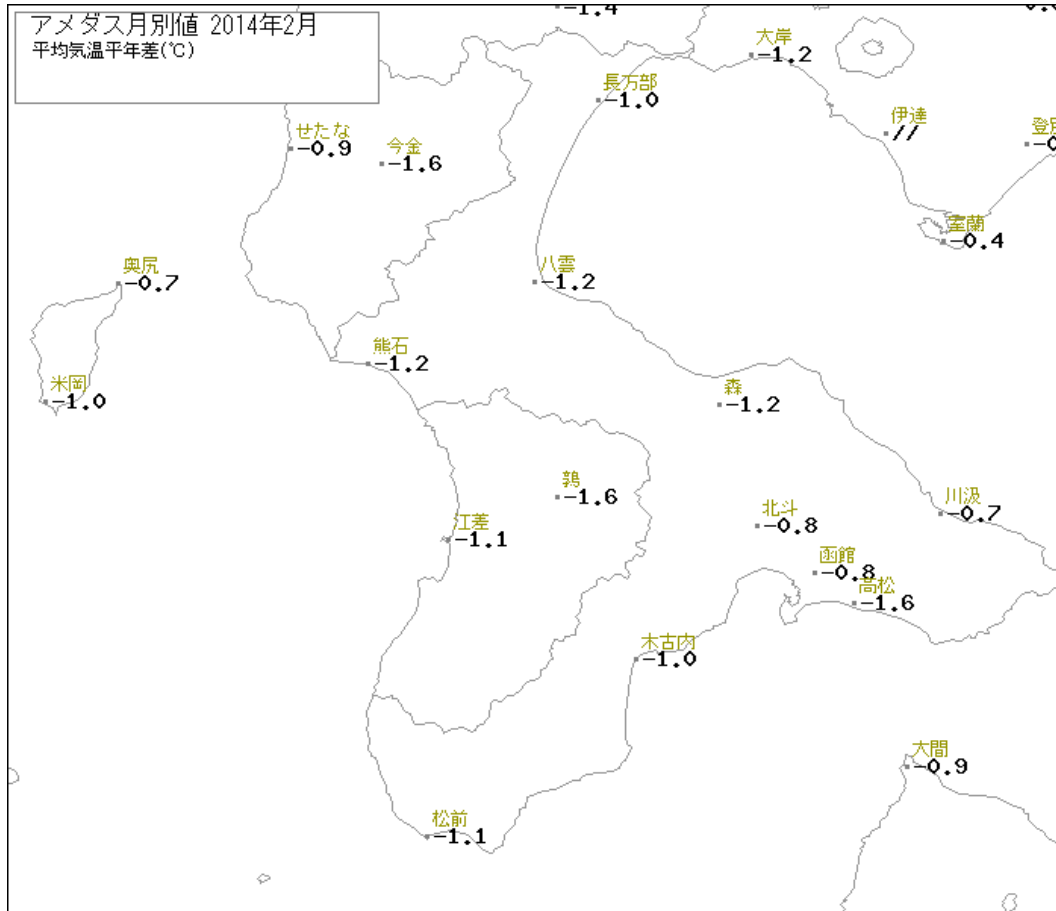 アメダス月別値 2014年2月
平均気温平年差(℃)
-1.4
大岸
-1.2
長万部
-1.0
伊達
//
せたな
-0.9
今金
-1.6
室蘭
-0.4
奥尻
-0.7
八雲
-1.2
熊石
-1.2
米岡
-1.0
森
-1.2
鶉
-1.6
川汲
-0.7
北斗
-0.8
江差
-1.1
函館
-0.8
高松
-1.6
木古内
-1.0
大間
-0.9
松前
-1.1